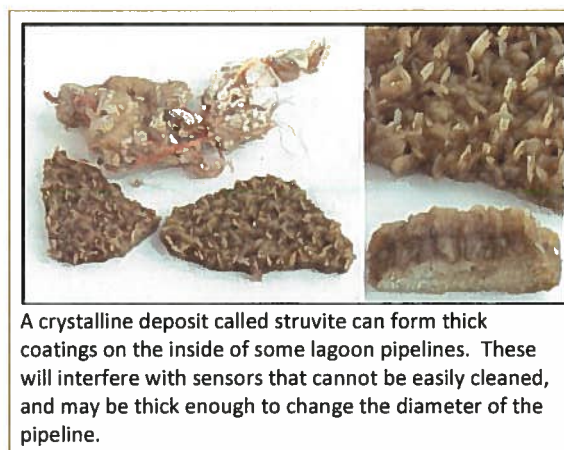 A crystalline deposit called struvite can form thick
coatings on the inside of some lagoon pipelines.  These
will interfere with sensors that cannot be easily cleaned,
and may be thick enough to change the diameter of the
pipeline.